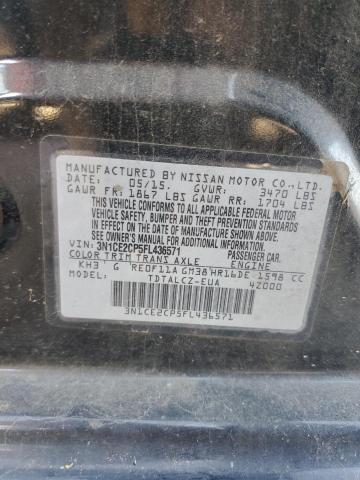 MANUFACTURED BY NISSAN MOTOR CO.,LTD.
DATE: 05/15. GVWR: 3470 LBS
GAWR FR: 1867 LBS GAWR RR: 1704 LBS
THIS VEHICLE CONFORMS TO ALL APPLICABLE FEDERAL MOTOR
VEHICLE SAFETY, BUMPER AND THEFT PREVENTION STANDARDS
IN EFFECT ON THE DATE OF MANUFACTURE SHOWN ABOVE.
SEE OWNER'S MANUAL FOR ADDITIONAL INFORMATION.
VIN: 3N1CE2CP5FL436571 PASSENGER CAR.
COLOR TRIM TRANS AXLE ENGINE
KH3 G RE0F11A GM38 HR16DE 1598 CC
MODEL: TDTALCZ-EUA 4Z000
3N1CE2CP5FL436571